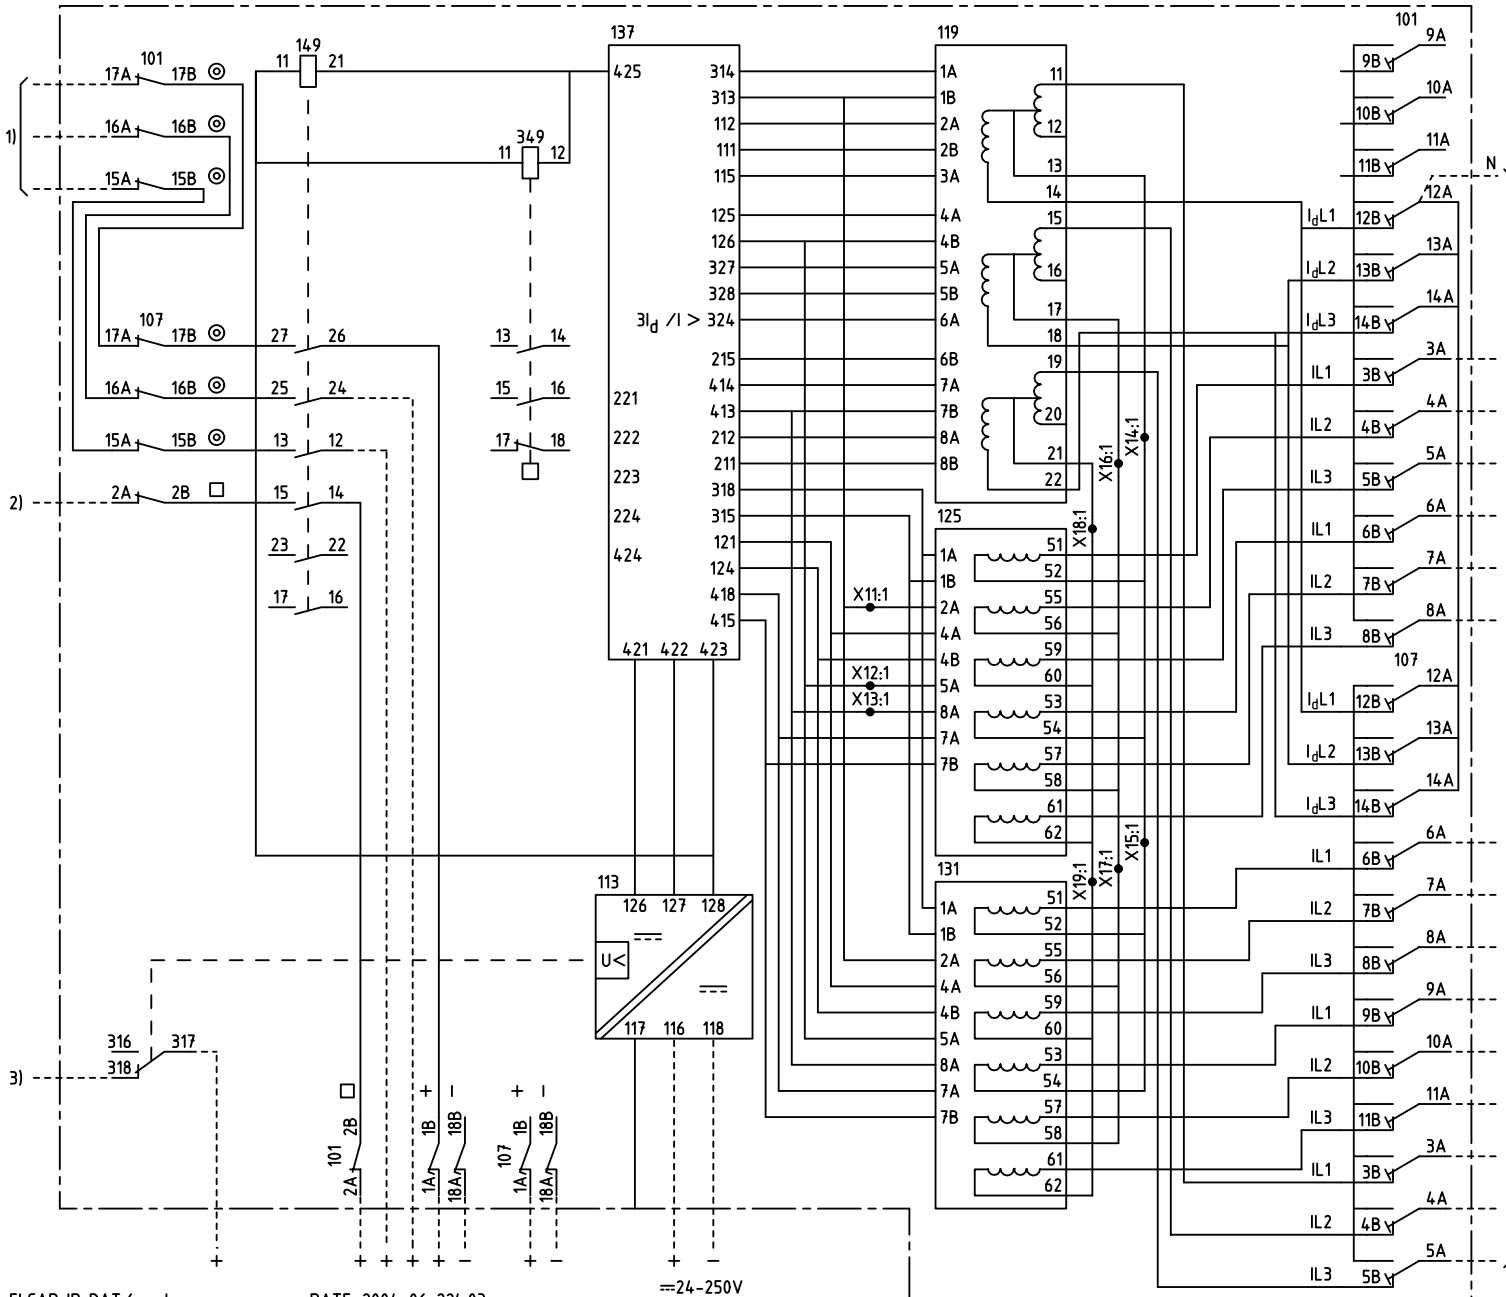 101
149
137
119
101
9A
17A
17B
11
21
425
314
1A
11
9B
10A
313
1B
10B
1)
16A
16B
349
112
2A
12
11A
11
12
111
2B
11B
N
15A
15B
115
3A
13
14
12A
125
4A
15
IdL1
12B
126
4B
13A
327
5A
16
IdL2
13B
328
5B
17
14A
107
3Id /I > 324
6A
18
IdL3
14B
17A
17B
27
26
13
14
215
6B
19
3A
414
7A
IL1
3B
16A
16B
25
24
15
16
221
413
7B
20
4A
15A
15B
13
12
17
18
222
212
8A
21
X16:1
X14:1
IL2
4B
211
8B
22
5A
2)
2A
2B
15
14
223
318
IL3
5B
224
315
125
X18:1
6A
23
22
424
121
1A
51
IL1
6B
124
1B
52
7A
17
16
418
X11:1
2A
55
IL2
7B
415
4A
56
8A
421
422
423
4B
59
IL3
8B
X12:1
5A
60
107
12A
X13:1
8A
53
IdL1
12B
7A
54
13A
7B
57
IdL2
13B
58
14A
61
IdL3
14B
62
X19:1
X17:1
X15:1
6A
113
131
IL1
6B
126
127
128
1A
51
7A
1B
52
IL2
7B
U<
2A
55
8A
4A
56
IL3
8B
4B
59
9A
117
116
118
5A
60
IL1
9B
316
317
8A
53
10A
3)
318
7A
54
IL2
10B
+
−
+
−
7B
57
11A
2B
1B
18B
1B
18B
58
IL3
11B
101
107
61
3A
2A
1A
18A
1A
18A
62
IL1
3B
4A
IL2
4B
+
+
+
+
+
−
+
−
+
−
5A
=24-250V
IL3
5B